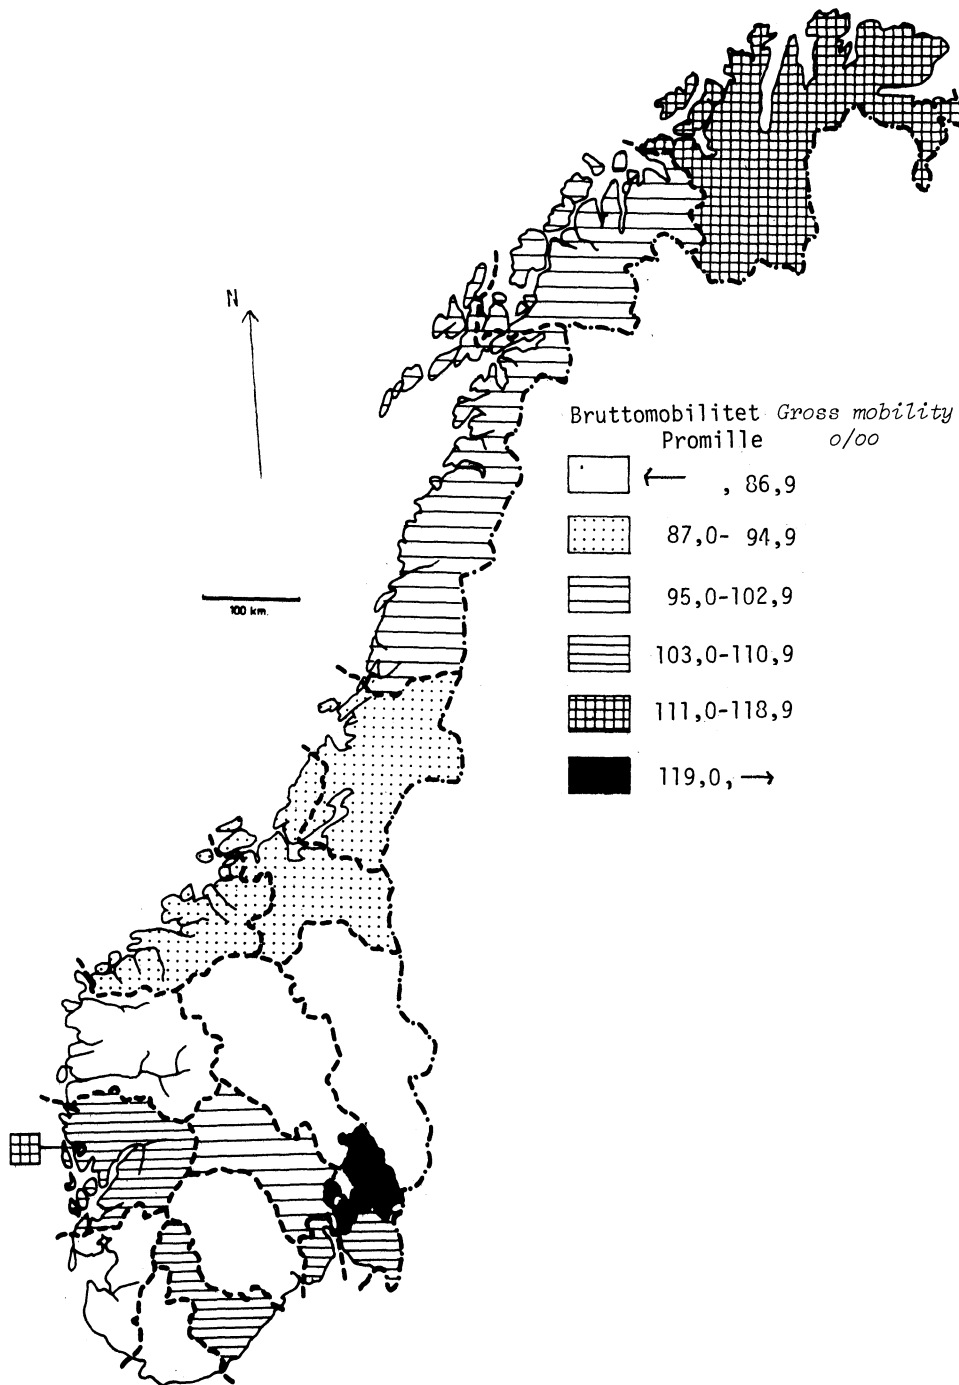 N
Bruttomobilitet Gross mobility
Promille o/oo
← , 86,9
87,0- 94,9
95,0-102,9
100 km.
103,0-110,9
111,0-118,9
119,0, →